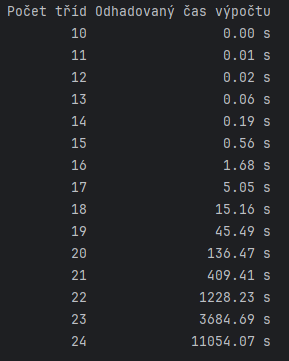 Počet tříd Odhadovaný čas výpočtu
10 0.00 s
11 0.01 s
12 0.02 s
13 0.06 s
14 0.19 s
15 0.56 s
16 1.68 s
17 5.05 s
18 15.16 s
19 45.49 s
20 136.47 s
21 409.41 s
22 1228.23 s
23 3684.69 s
24 11054.07 s